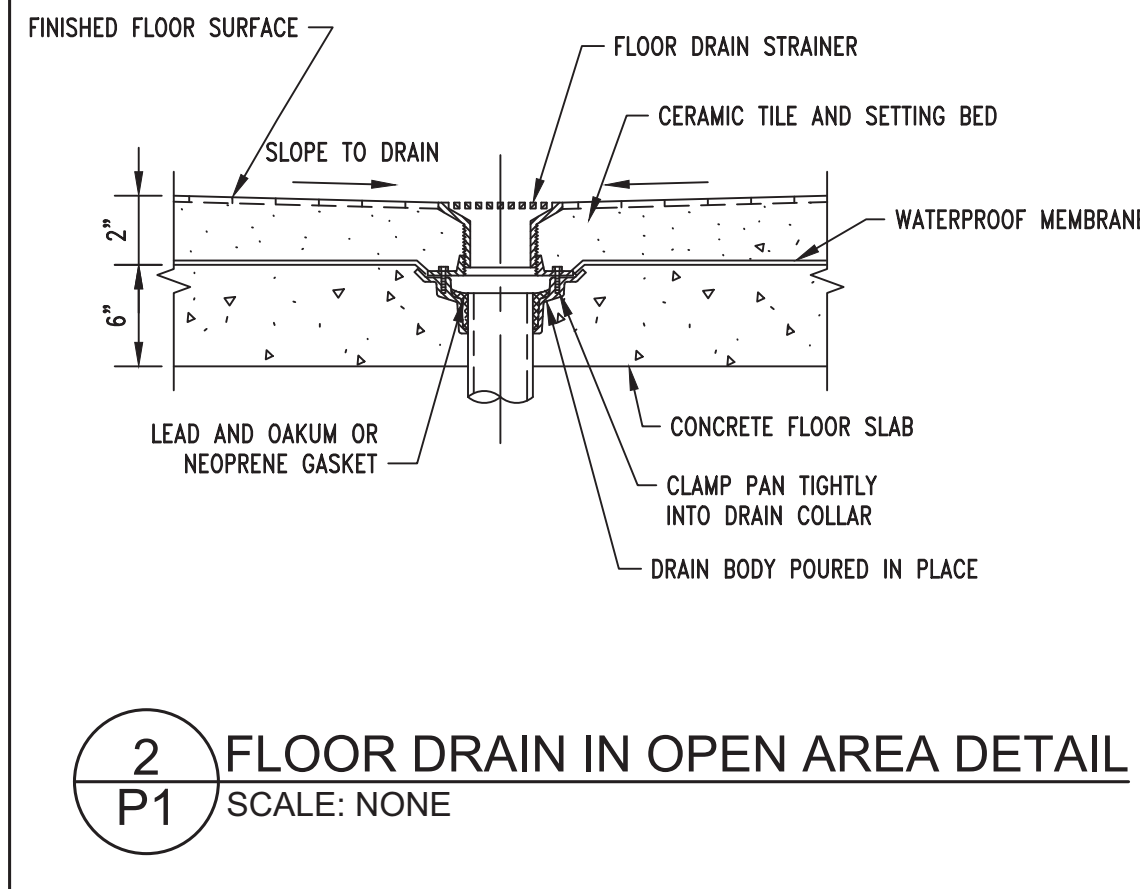 FINISHED FLOOR SURFACE
FLOOR DRAIN STRAINER
CERAMIC TILE AND SETTING BED
SLOPE TO DRAIN
WATERPROOF MEMBRANE
2"
6"
LEAD AND OAKUM OR
NEOPRENE GASKET
CONCRETE FLOOR SLAB
CLAMP PAN TIGHTLY
INTO DRAIN COLLAR
DRAIN BODY POURED IN PLACE
2
P1
FLOOR DRAIN IN OPEN AREA DETAIL
SCALE: NONE